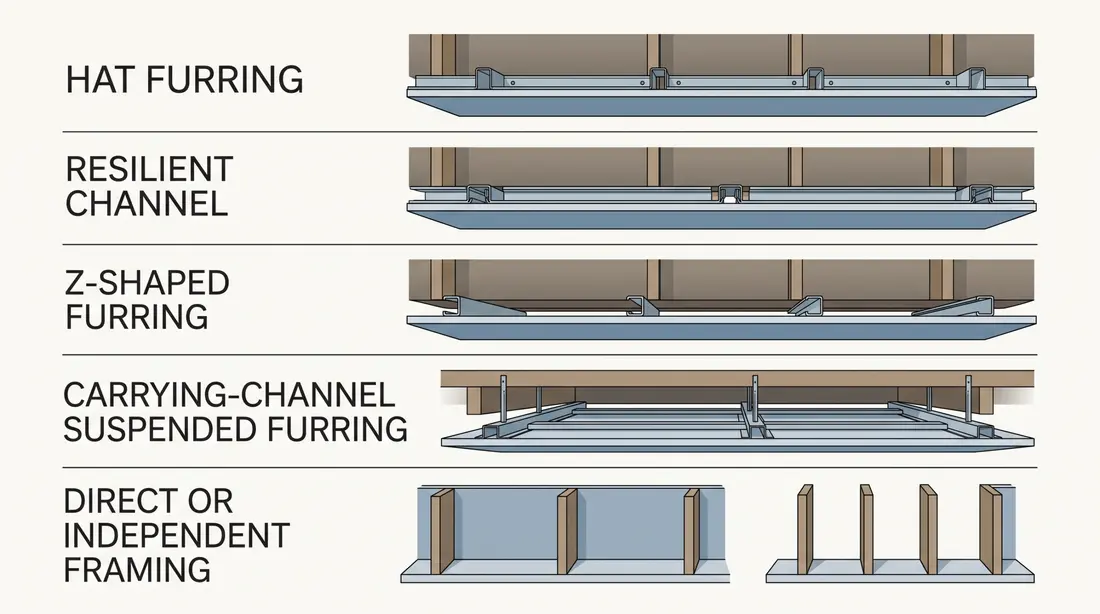 HAT FURRING
RESILIENT
CHANNEL
Z-SHAPED
FURRING
CARRYING-CHANNEL
SUSPENDED FURRING
DIRECT OR
INDEPENDENT
FRAMING